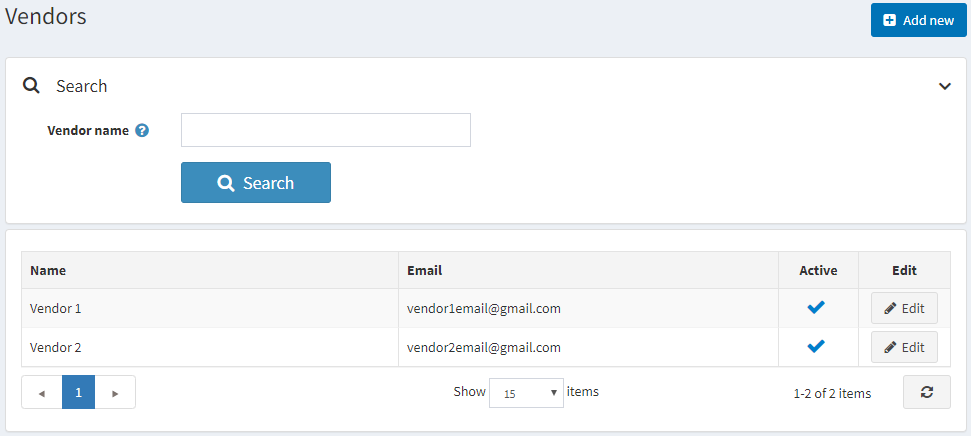 Vendors
Add new
Search
Vendor name
Search
Name Email Active Edit
Vendor 1 vendor1email@gmail.com Edit
Vendor 2 vendor2email@gmail.com Edit
1 Show 15 items 1-2 of 2 items